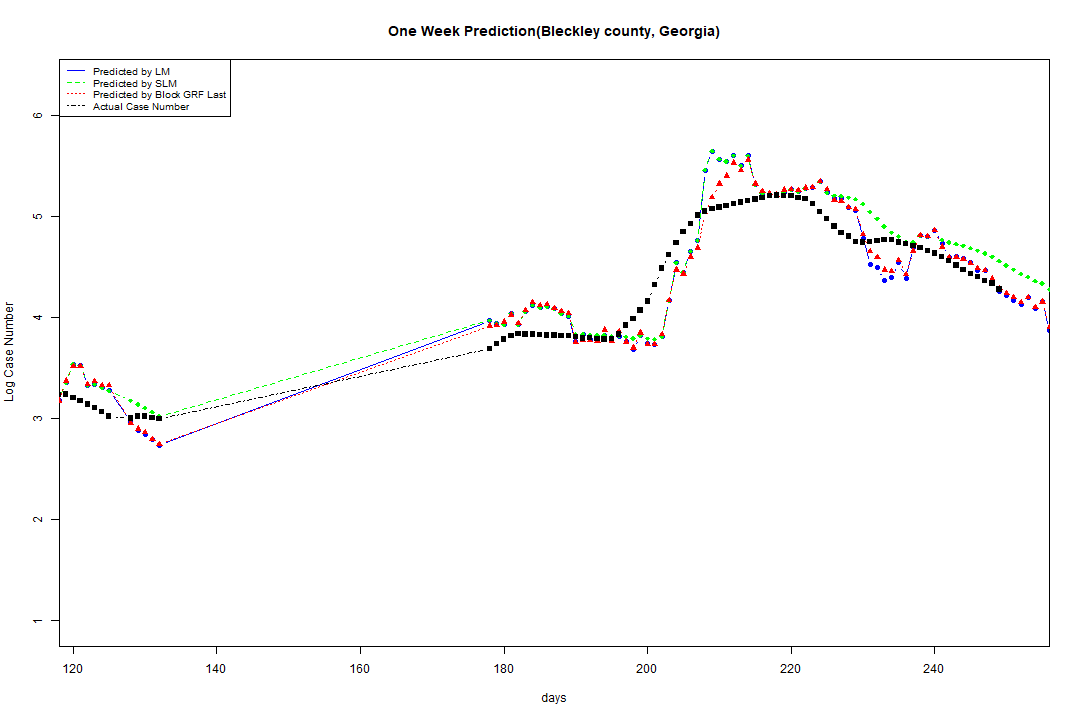 One Week Prediction(Bleckley county, Georgia)
Predicted by LM
Predicted by SLM
Predicted by Block GRF Last
Actual Case Number
Log Case Number
6
5
4
3
2
1
120 140 160 180 200 220 240
days